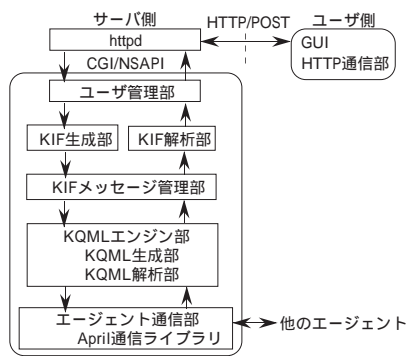 サーバ側
HTTP/POST
ユーザ側
httpd
GUI
HTTP通信部
CGI/NSAPI
ユーザ管理部
KIF生成部
KIF解析部
KIFメッセージ管理部
KQMLエンジン部
KQML生成部
KQML解析部
エージェント通信部
April通信ライブラリ
他のエージェント